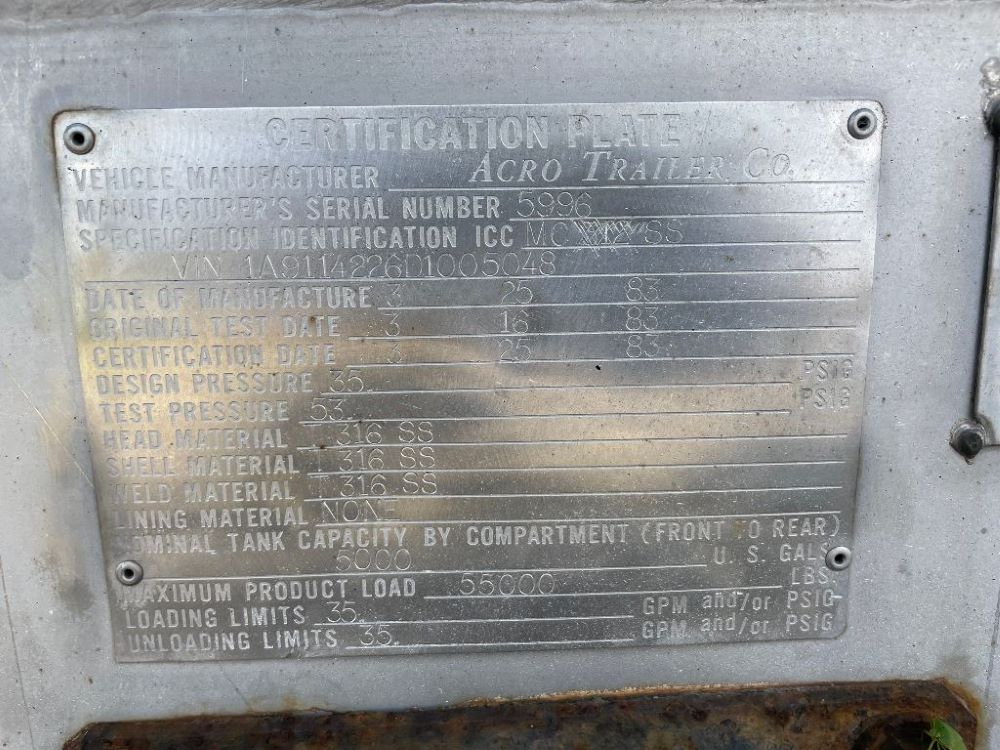 CERTIFICATION PLATE
VEHICLE MANUFACTURER ACRO TRAILER CO.
MANUFACTURER'S SERIAL NUMBER 5996
SPECIFICATION IDENTIFICATION ICC MC SS
VIN 1A9114226D1005048
DATE OF MANUFACTURE 3 25 83
ORIGINAL TEST DATE 3 16 83
CERTIFICATION DATE 3 25 83
DESIGN PRESSURE 35 PSIG
TEST PRESSURE 53 PSIG
HEAD MATERIAL T 316 SS
SHELL MATERIAL T 316 SS
WELD MATERIAL T 316 SS
LINING MATERIAL NONE
NOMINAL TANK CAPACITY BY COMPARTMENT (FRONT TO REAR)
5000 U. S. GALS.
MAXIMUM PRODUCT LOAD 55000 LBS.
LOADING LIMITS 35 GPM and/or PSIG
UNLOADING LIMITS 35 GPM and/or PSIG